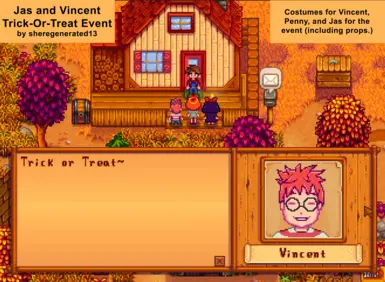 Jas and Vincent
Trick-Or-Treat Event
by sheregenerated13
Costumes for Vincent,
Penny, and Jas for the
event (including props.)
Trick or Treat~
Vincent